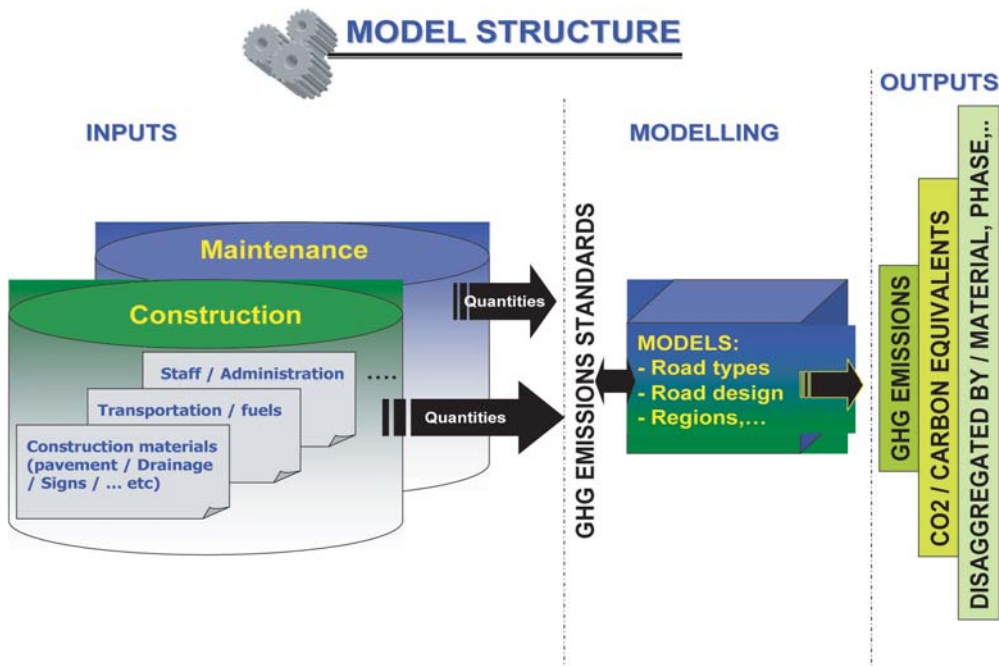 MODEL STRUCTURE
INPUTS
MODELLING
OUTPUTS
Maintenance
Construction
Staff / Administration
....
Transportation / fuels
Construction materials
(pavement / Drainage
/ Signs / ... etc)
Quantities
Quantities
GHG EMISSIONS STANDARDS
MODELS:
- Road types
- Road design
- Regions,...
GHG EMISSIONS
CO2 / CARBON EQUIVALENTS
DISAGGREGATED BY / MATERIAL, PHASE,..